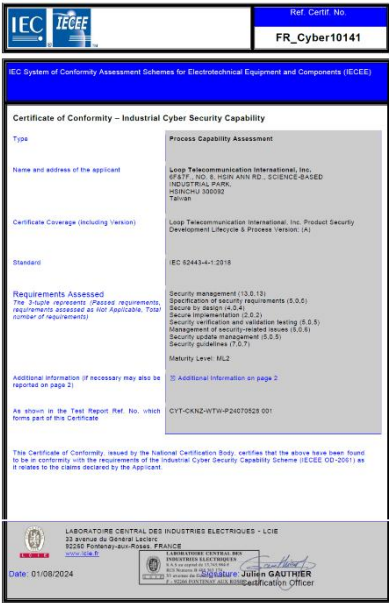 IEC IECEE
Ref. Certif. No.
FR_Cyber10141
IEC System of Conformity Assessment Schemes for Electrotechnical Equipment and Components (IECEE)
Certificate of Conformity – Industrial Cyber Security Capability
Type
Process Capability Assessment
Name and address of the applicant
Loop Telecommunication International, Inc.
6F&7F., NO. 8, HSIN ANN RD., SCIENCE-BASED
INDUSTRIAL PARK,
HSINCHU 300092
Taiwan
Certificate Coverage (including Version)
Loop Telecommunication International, Inc. Product Security
Development Lifecycle & Process Version: (A)
Standard
IEC 62443-4-1:2018
Requirements Assessed
The 3-tuple represents (Passed requirements,
requirements assessed as Not Applicable, Total
number of requirements)
Security management (13,0,13)
Specification of security requirements (5,0,5)
Secure by design (4,0,4)
Secure implementation (2,0,2)
Security verification and validation testing (5,0,5)
Management of security-related issues (6,0,6)
Security update management (5,0,5)
Security guidelines (7,0,7)
Maturity Level: ML2
Additional information (if necessary may also be
reported on page 2)
☒ Additional Information on page 2
As shown in the Test Report Ref. No. which
forms part of this Certificate
CYT-CKNZ-WTW-P24070528 001
This Certificate of Conformity, issued by the National Certification Body, certifies that the above have been found
to be in conformity with the requirements of the Industrial Cyber Security Capability Scheme (IECEE OD-2061) as
it relates to the claims declared by the Applicant.
LABORATOIRE CENTRAL DES INDUSTRIES ELECTRIQUES – LCIE
33 avenue du Général Leclerc
92260 Fontenay-aux-Roses, FRANCE
www.lcie.fr
LCIE
LABORATOIRE CENTRAL DES
INDUSTRIES ELECTRIQUES
Date: 01/08/2024
Signature: Julien GAUTHIER
Certification Officer